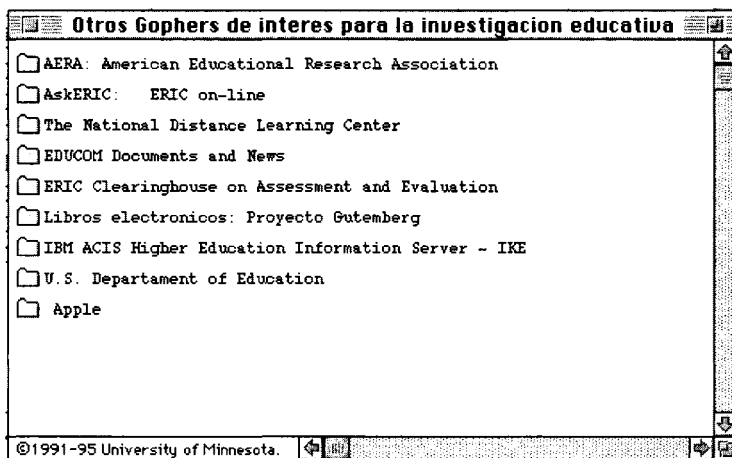 Otros Gophers de interes para la investigacion educativa
AERA: American Educational Research Association
AskERIC: ERIC on-line
The National Distance Learning Center
EDUCOM Documents and News
ERIC Clearinghouse on Assessment and Evaluation
Libros electronicos: Proyecto Gutemberg
IBM ACIS Higher Education Information Server - IKE
U.S. Departament of Education
Apple
©1991-95 University of Minnesota.